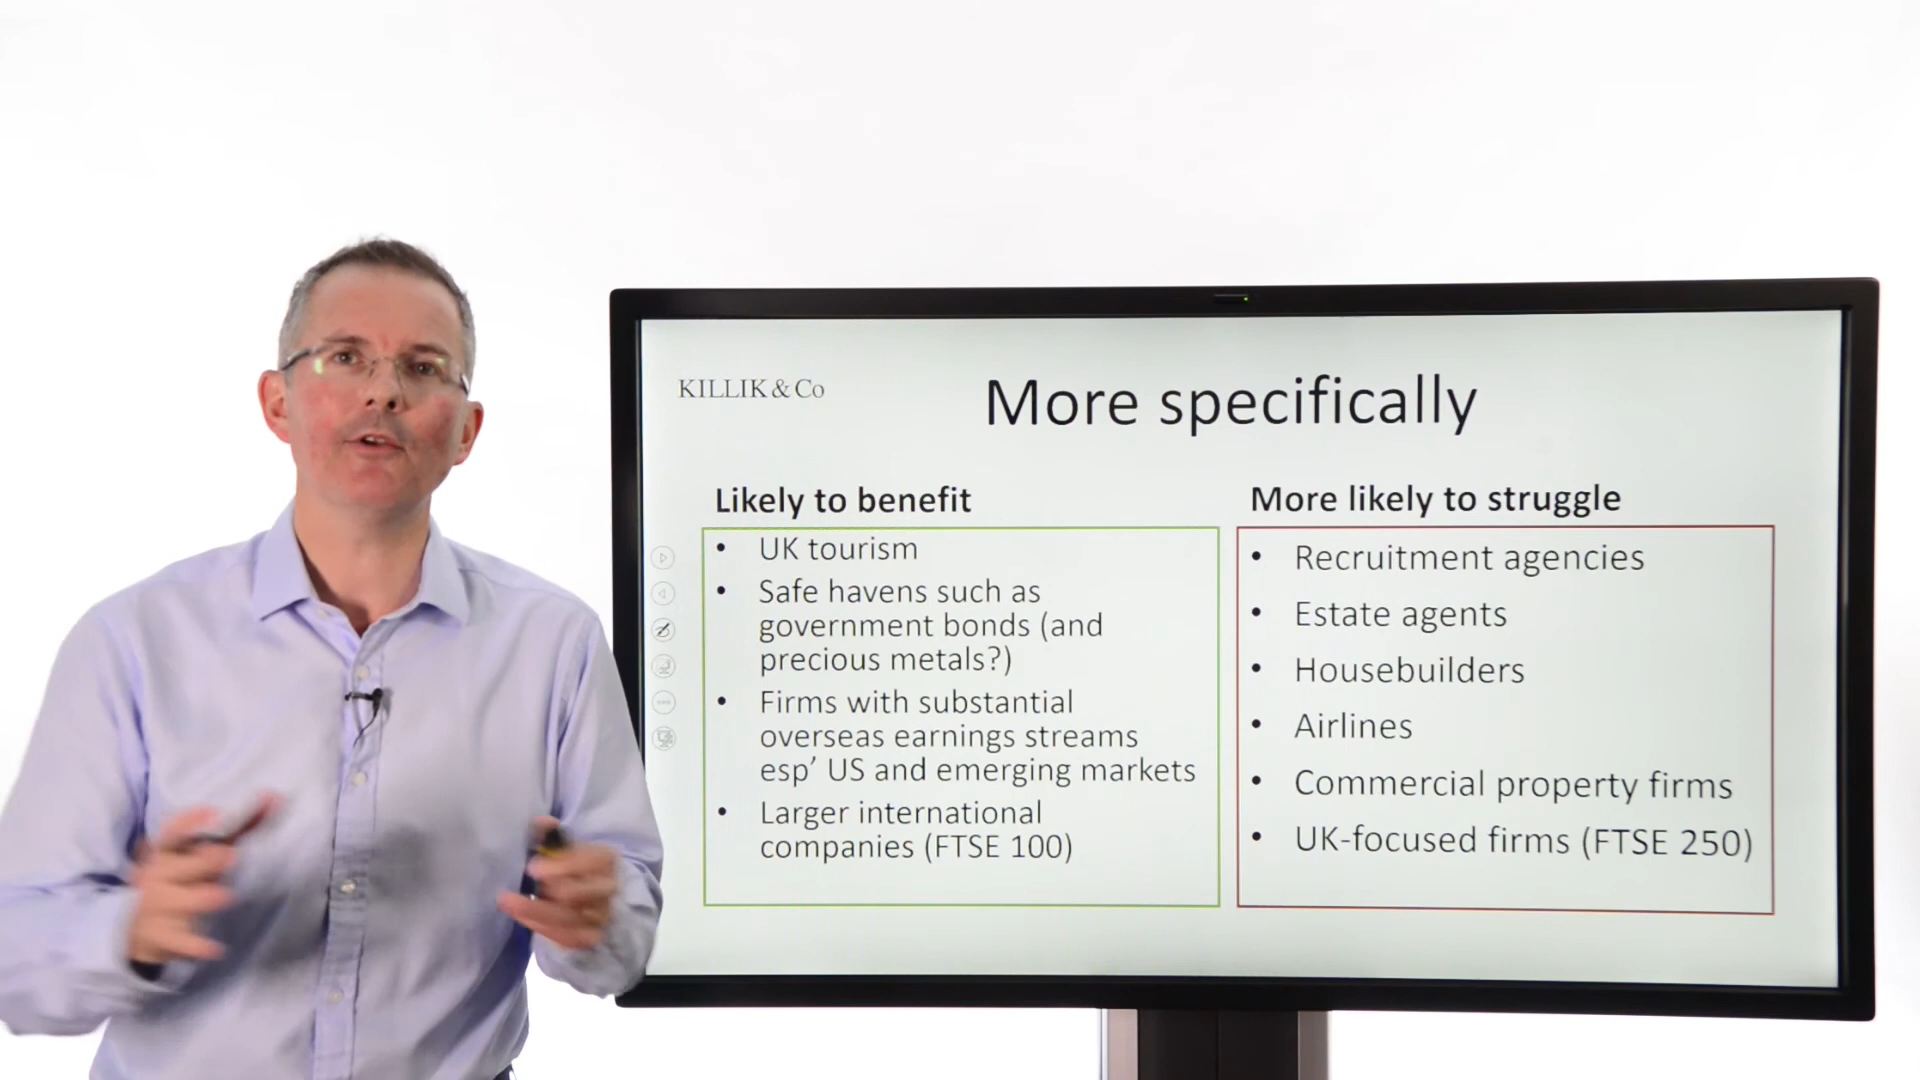 KILLIK & Co
More specifically
Likely to benefit
• UK tourism
• Safe havens such as
government bonds (and
precious metals?)
• Firms with substantial
overseas earnings streams
esp’ US and emerging markets
• Larger international
companies (FTSE 100)
More likely to struggle
• Recruitment agencies
• Estate agents
• Housebuilders
• Airlines
• Commercial property firms
• UK-focused firms (FTSE 250)